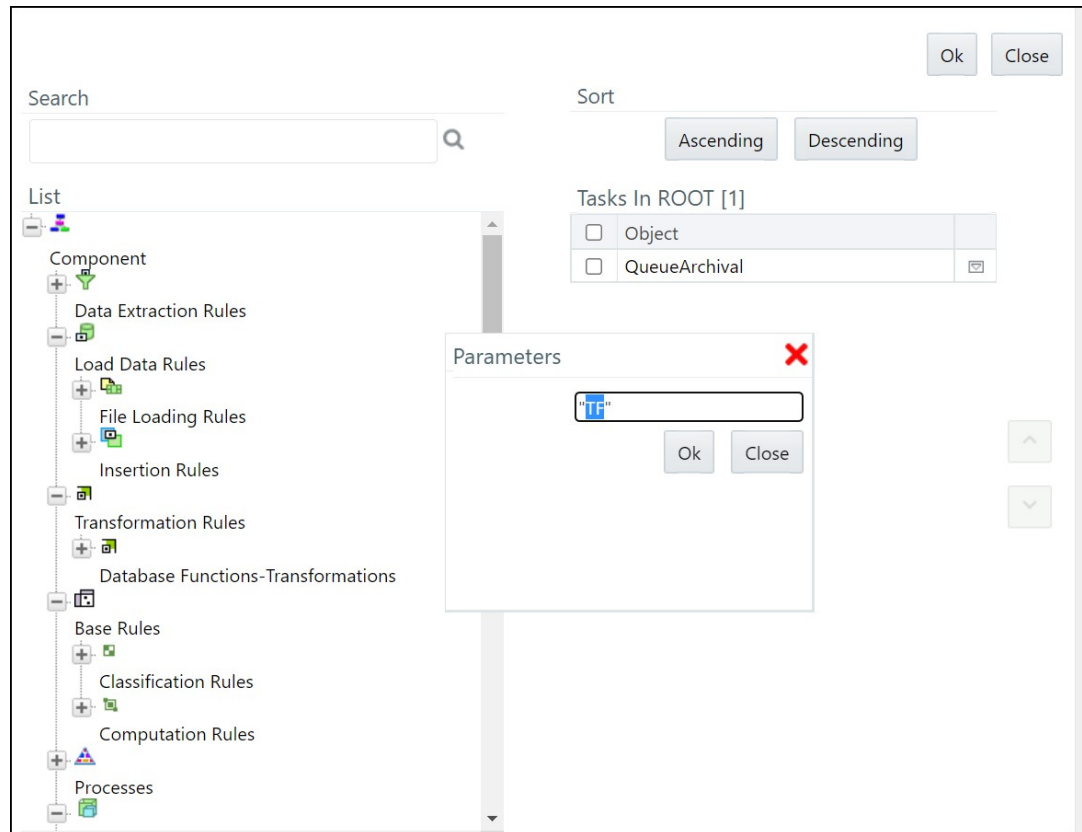 Ok Close
Search
Sort
Ascending Descending
List
Tasks In ROOT [1]
Object
QueueArchival
Component
Data Extraction Rules
Load Data Rules
File Loading Rules
Insertion Rules
Transformation Rules
Database Functions-Transformations
Base Rules
Classification Rules
Computation Rules
Processes
Parameters
"TF"
Ok Close